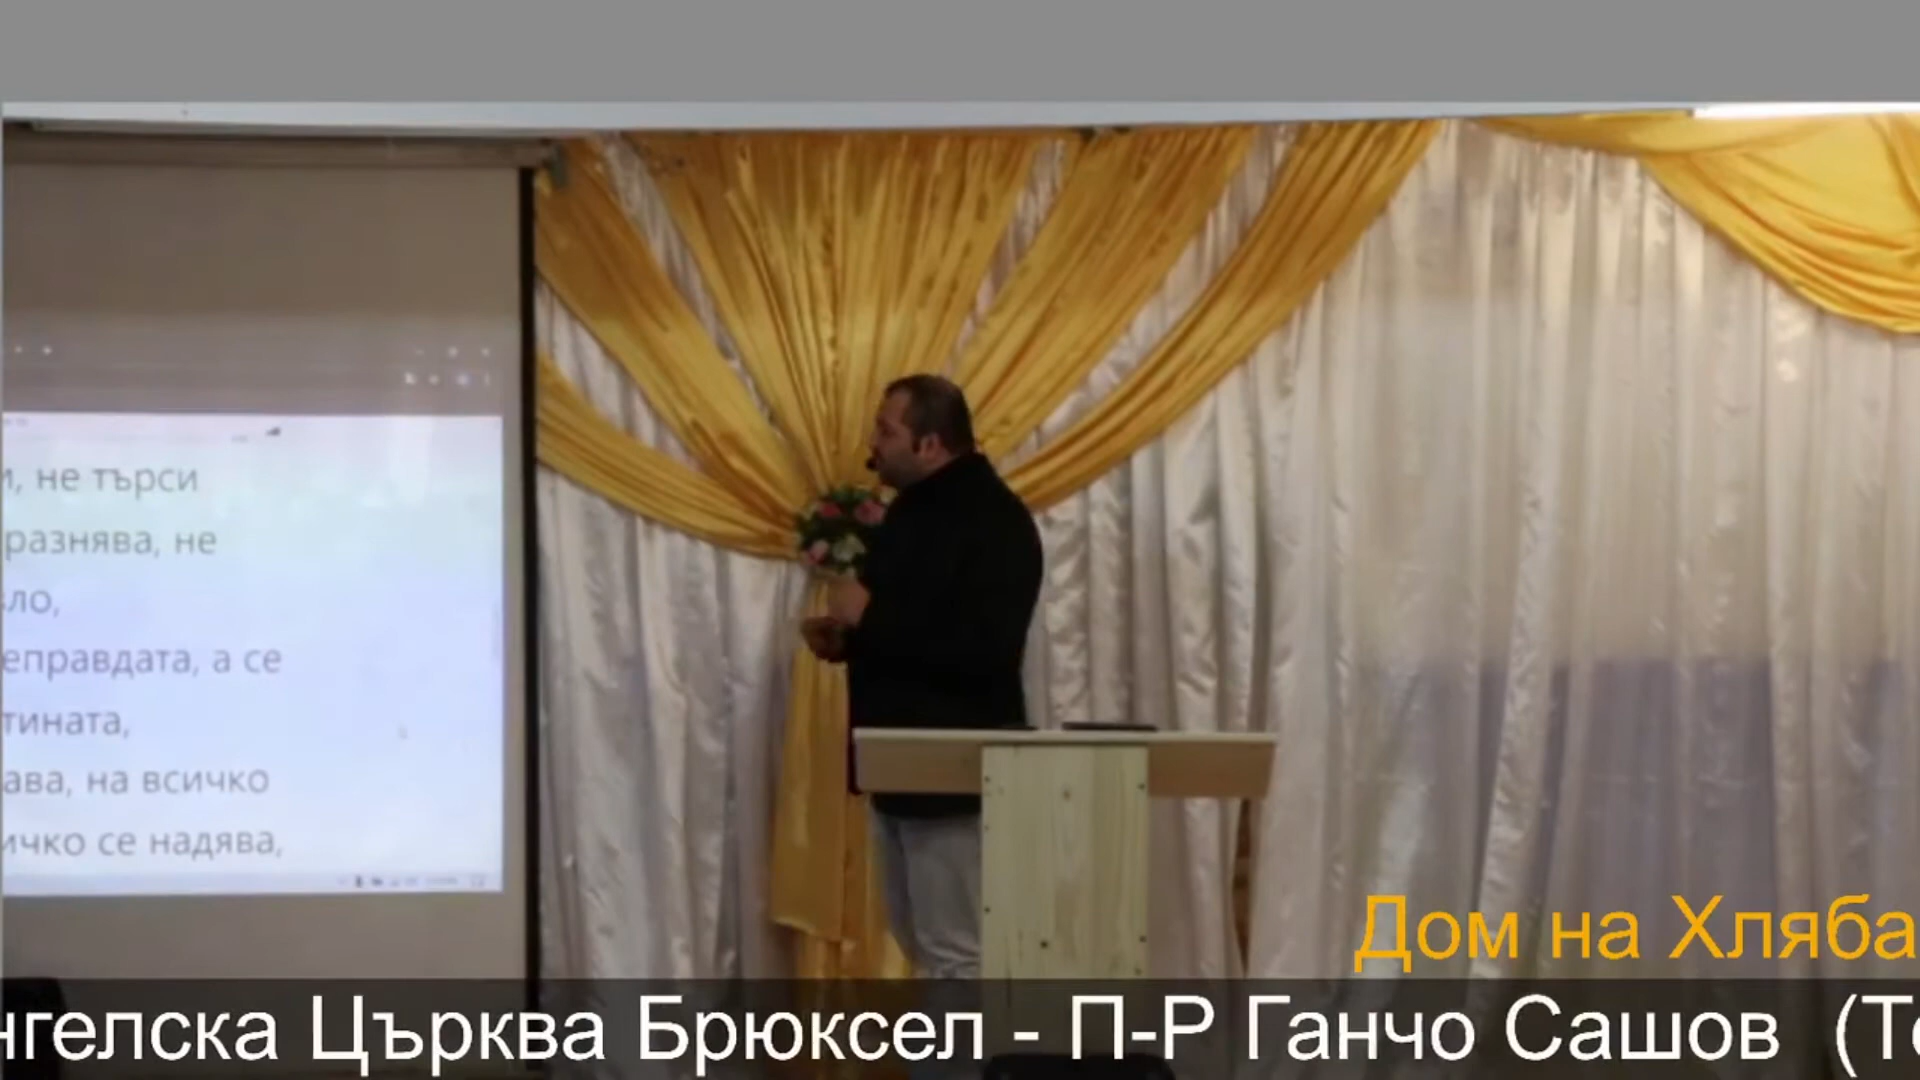 не търси
разнява, не
ло,
еправдата, а се
тината,
ава, на всичко
ичко се надява,
Дом на Хляба
нгелска Църква Брюксел - П-Р Ганчо Сашов (Те